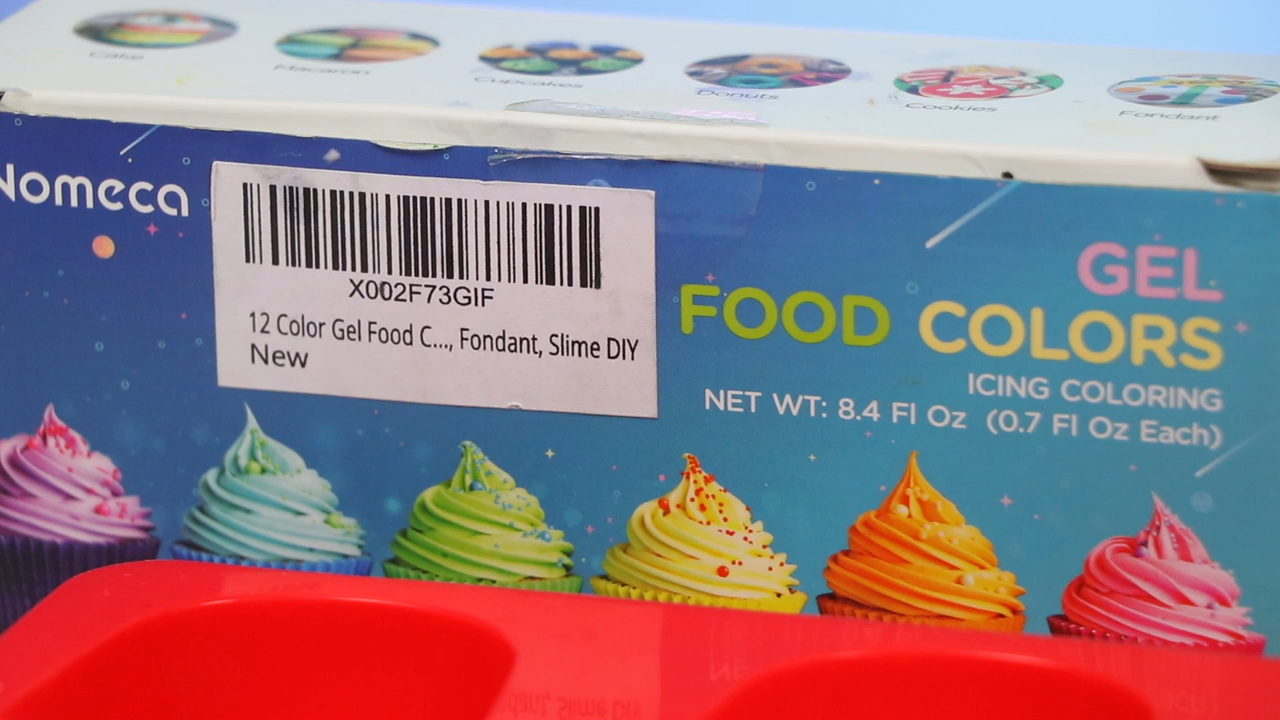 Cake
Macaron
Cupcakes
Donuts
Cookies
Fondant
Nomeca
X002F73GIF
12 Color Gel Food C..., Fondant, Slime DIY
New
GEL
FOOD COLORS
ICING COLORING
NET WT: 8.4 Fl Oz (0.7 Fl Oz Each)